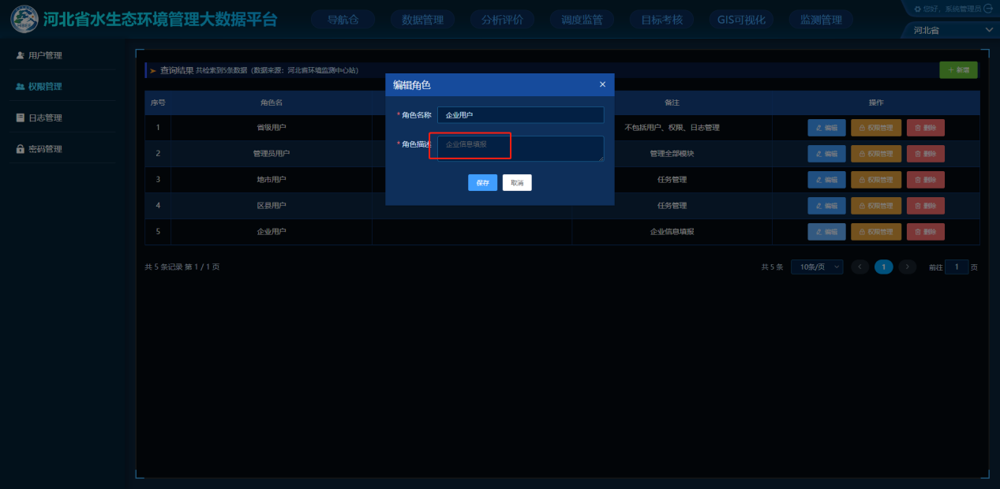 河北省水生态环境管理大数据平台
导航仓 数据管理 分析评价 调度监管 目标考核 GIS可视化 监测管理
您好，系统管理员
河北省
用户管理
权限管理
日志管理
密码管理
查询结果 共检索到5条数据（数据来源：河北省环境监测中心站）
+ 新增
序号 角色名 备注 操作
1 省级用户 不包括用户、权限、日志管理 编辑 权限管理 删除
2 管理员用户 管理全部模块 编辑 权限管理 删除
3 地市用户 任务管理 编辑 权限管理 删除
4 区县用户 任务管理 编辑 权限管理 删除
5 企业用户 企业信息填报 编辑 权限管理 删除
编辑角色 ×
* 角色名称 企业用户
* 角色描述 企业信息填报
保存 取消
共 5 条记录 第 1 / 1 页
共 5 条 10条/页 1 前往 1 页